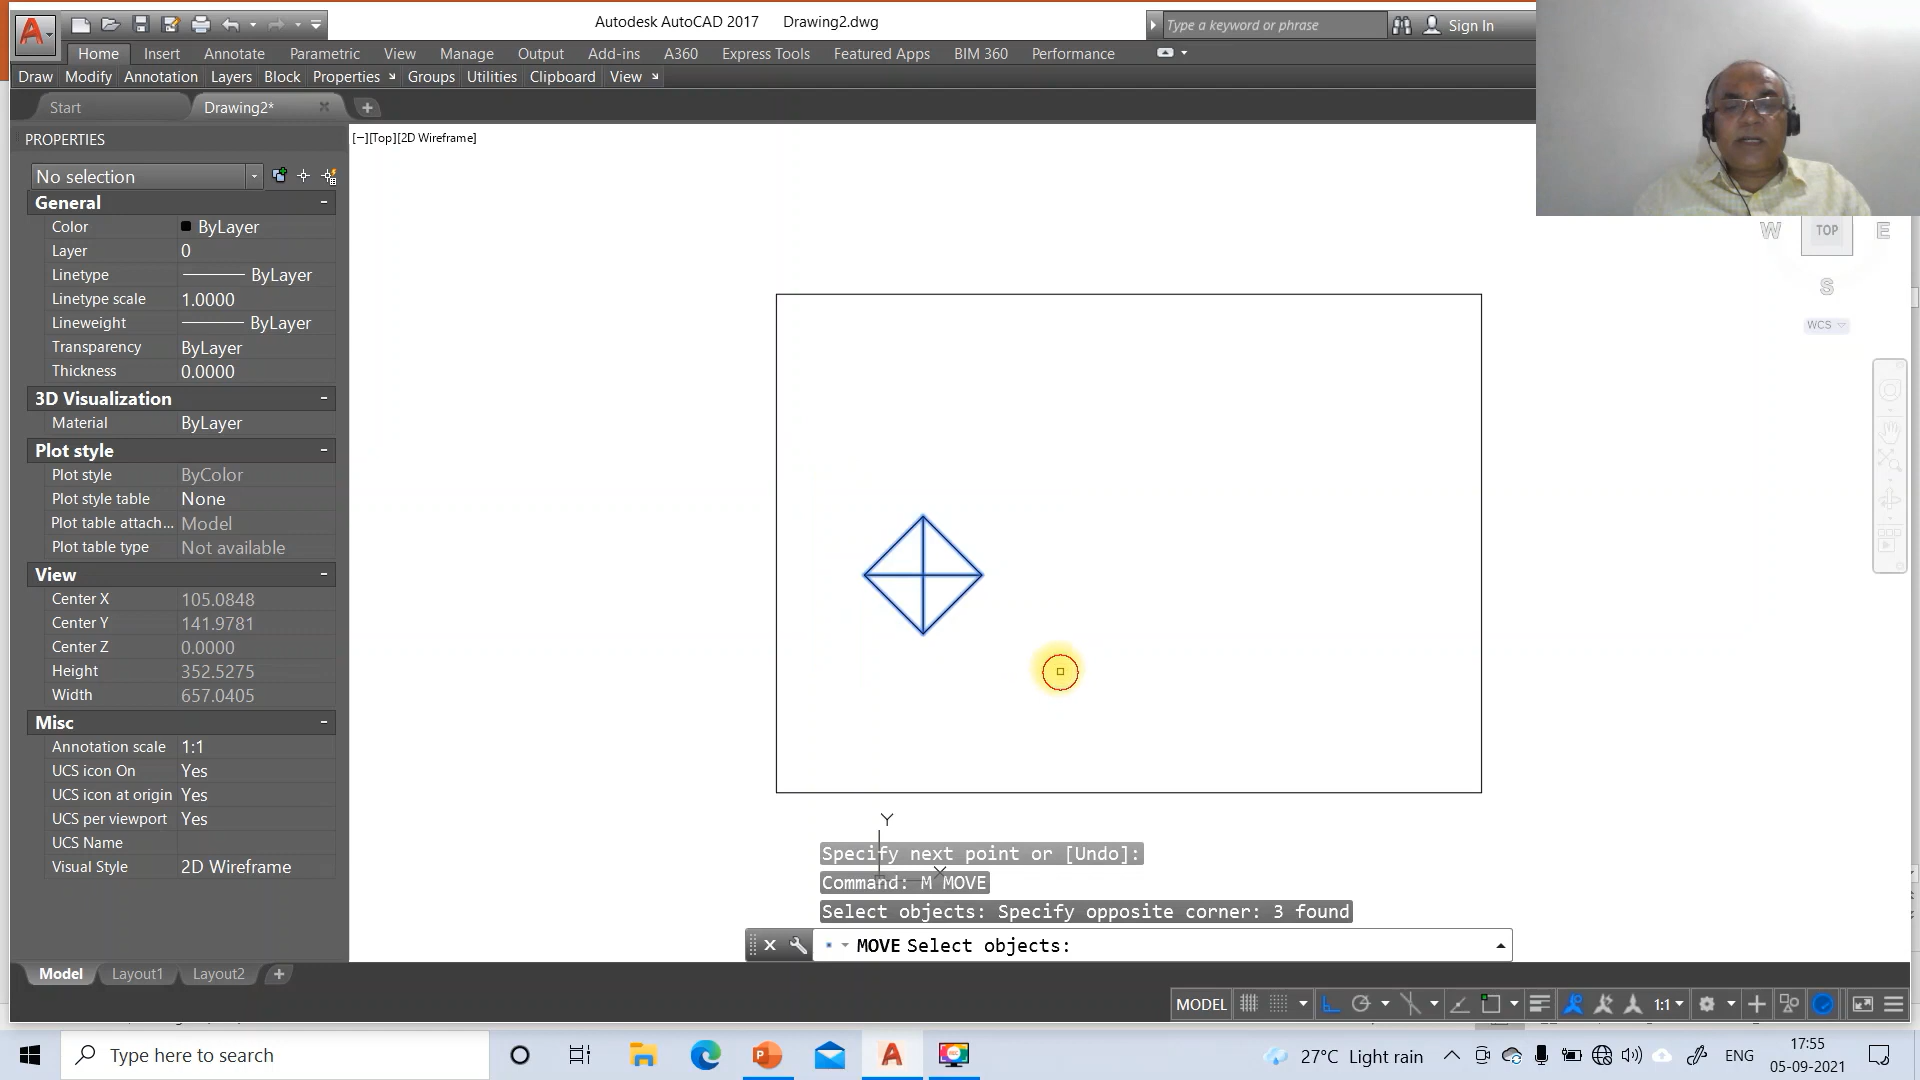 Autodesk AutoCAD 2017 Drawing2.dwg
Type a keyword or phrase
Sign In
Home Insert Annotate Parametric View Manage Output Add-ins A360 Express Tools Featured Apps BIM 360 Performance
Draw Modify Annotation Layers Block Properties Groups Utilities Clipboard View
Start Drawing2*
PROPERTIES
[−][Top][2D Wireframe]
No selection
General
Color ByLayer
Layer 0
Linetype ByLayer
Linetype scale 1.0000
Lineweight ByLayer
Transparency ByLayer
Thickness 0.0000
3D Visualization
Material ByLayer
Plot style
Plot style ByColor
Plot style table None
Plot table attach... Model
Plot table type Not available
View
Center X 105.0848
Center Y 141.9781
Center Z 0.0000
Height 352.5275
Width 657.0405
Misc
Annotation scale 1:1
UCS icon On Yes
UCS icon at origin Yes
UCS per viewport Yes
UCS Name
Visual Style 2D Wireframe
W TOP E
S
WCS
Y
X
Specify next point or [Undo]:
Command: M MOVE
Select objects: Specify opposite corner: 3 found
MOVE Select objects:
Model Layout1 Layout2
MODEL 1:1
Type here to search
27°C Light rain
ENG
17:55
05-09-2021